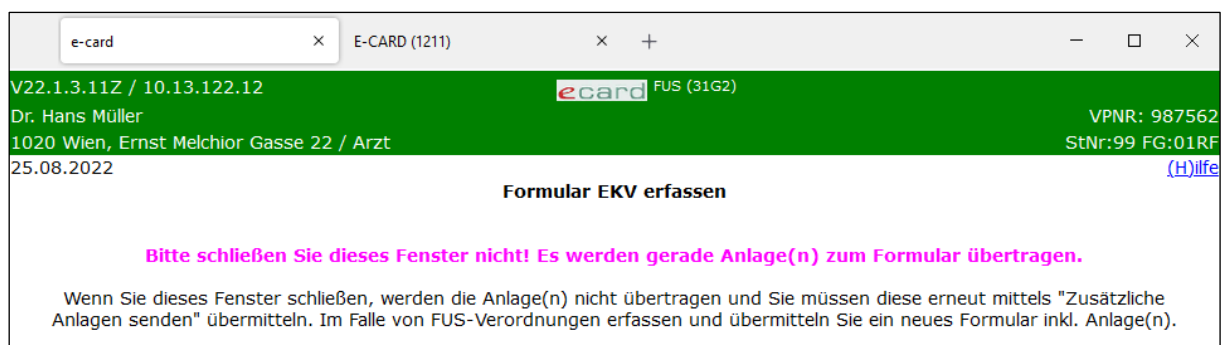 e-card
E-CARD (1211)
V22.1.3.11Z / 10.13.122.12
ecard FUS (31G2)
Dr. Hans Müller
VPNR: 987562
1020 Wien, Ernst Melchior Gasse 22 / Arzt
StNr:99 FG:01RF
25.08.2022
(H)ilfe
Formular EKV erfassen
Bitte schließen Sie dieses Fenster nicht! Es werden gerade Anlage(n) zum Formular übertragen.
Wenn Sie dieses Fenster schließen, werden die Anlage(n) nicht übertragen und Sie müssen diese erneut mittels "Zusätzliche
Anlagen senden" übermitteln. Im Falle von FUS-Verordnungen erfassen und übermitteln Sie ein neues Formular inkl. Anlage(n).